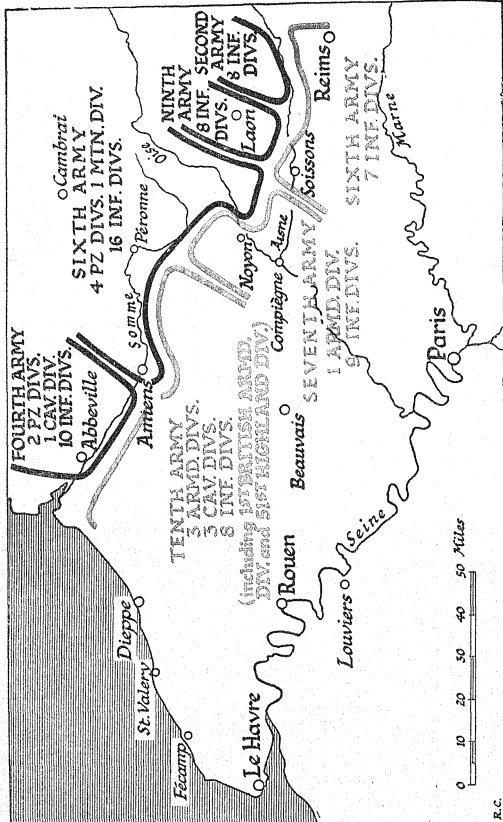 FOURTH ARMY
2 PZ DIVS.
1 CAV. DIV.
10 INF. DIVS.
Abbeville
Somme
Amiens
SIXTH ARMY
4 PZ DIVS. 1 MTN. DIV.
16 INF. DIVS.
Cambrai
Péronne
Oise
NINTH
ARMY
8 INF.
DIVS.
Laon
SECOND
ARMY
8 INF.
DIVS.
Reims
Soissons
Noyon
Aisne
Compiègne
SIXTH ARMY
7 INF. DIVS.
Marne
SEVENTH ARMY
1 ARMD. DIV.
9 INF. DIVS.
TENTH ARMY
3 ARMD. DIVS.
3 CAV. DIVS.
8 INF. DIVS.
(including 1ST BRITISH ARMD.
DIV. and 51ST HIGHLAND DIV.)
Beauvais
Paris
Dieppe
St. Valery
Fécamp
Le Havre
Rouen
Louviers
Seine
0 10 20 30 40 50 Miles
R.C.